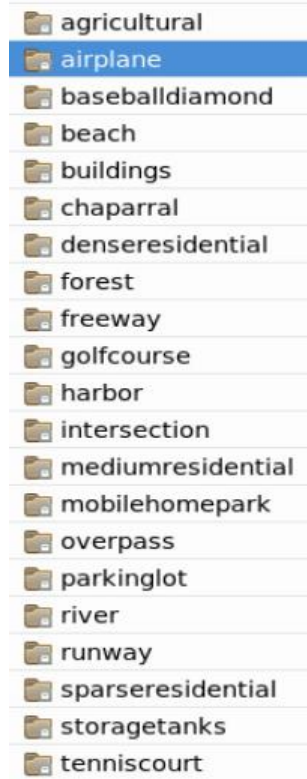 agricultural
airplane
baseballdiamond
beach
buildings
chaparral
denseresidential
forest
freeway
golfcourse
harbor
intersection
mediumresidential
mobilehomepark
overpass
parkinglot
river
runway
sparseresidential
storagetanks
tenniscourt